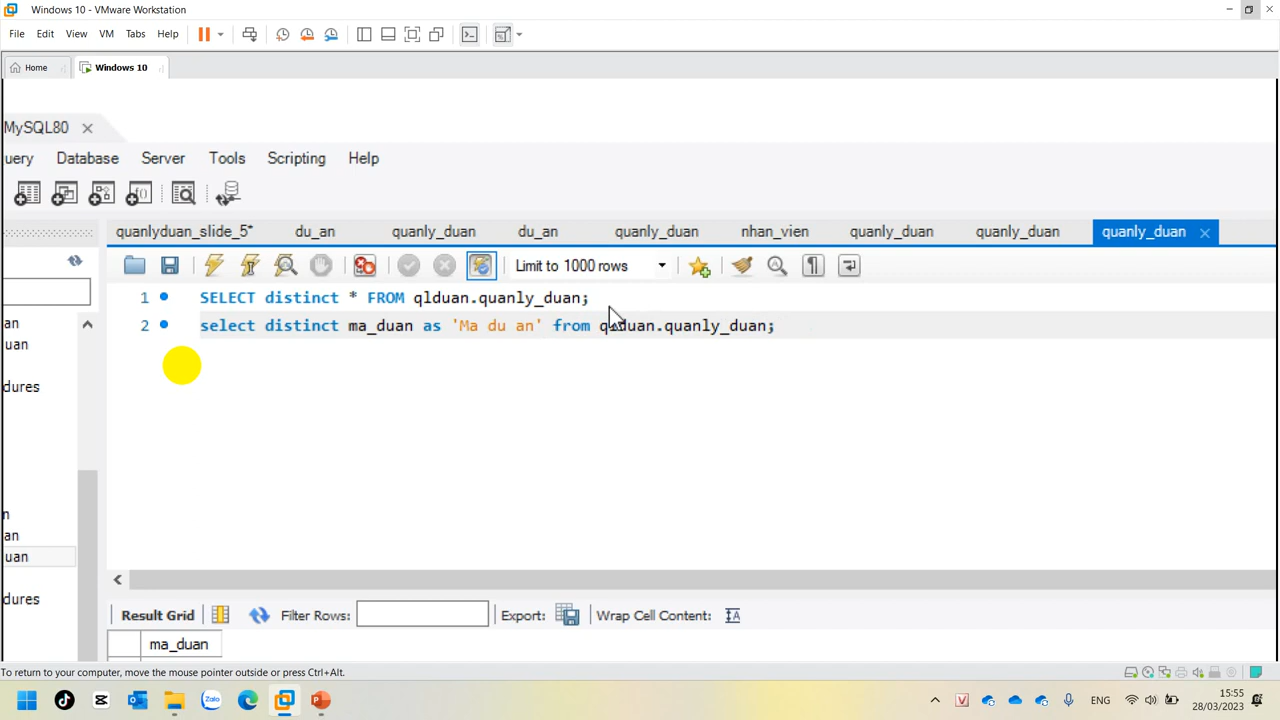 Windows 10 - VMware Workstation
File Edit View VM Tabs Help
Home Windows 10
MySQL80
uery Database Server Tools Scripting Help
quanlyduan_slide_5* du_an quanly_duan du_an quanly_duan nhan_vien quanly_duan quanly_duan quanly_duan
Limit to 1000 rows
1 SELECT distinct * FROM qlduan.quanly_duan;
2 select distinct ma_duan as 'Ma du an' from qlduan.quanly_duan;
an
uan
dures
n
an
uan
dures
Result Grid Filter Rows: Export: Wrap Cell Content:
ma_duan
To return to your computer, move the mouse pointer outside or press Ctrl+Alt.
Zalo
ENG
15:55
28/03/2023